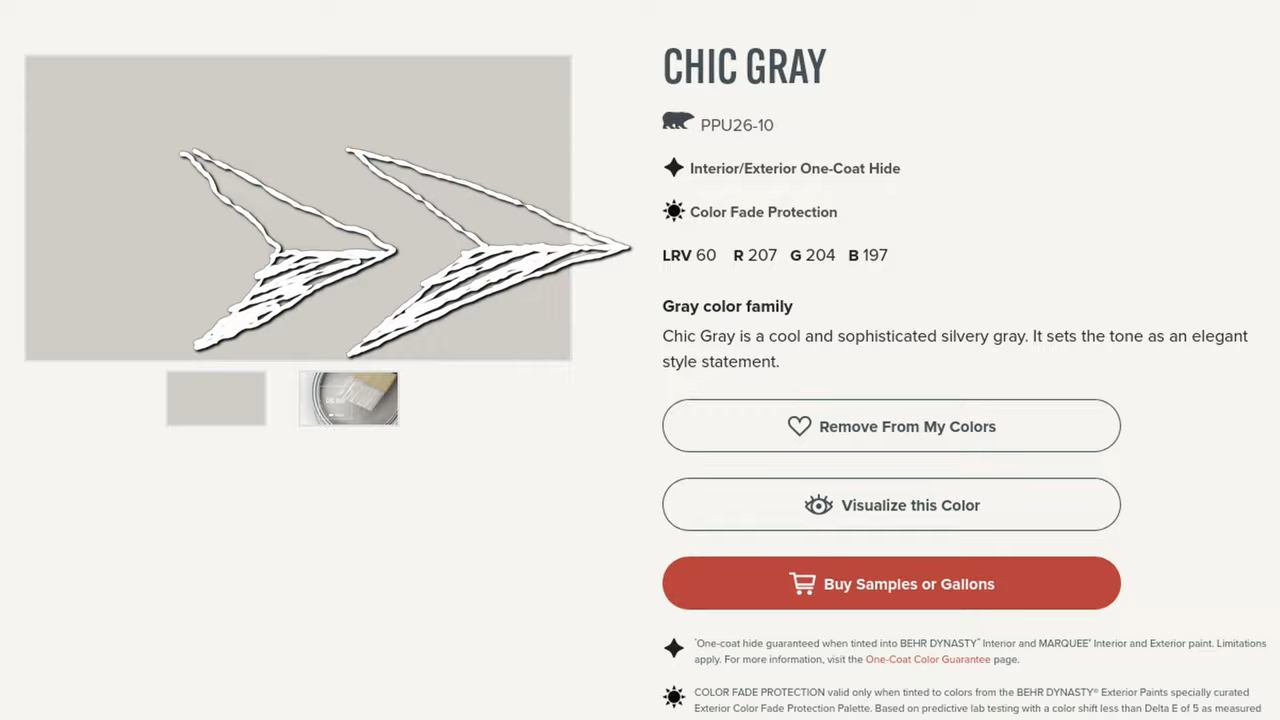 CHIC GRAY
PPU26-10
Interior/Exterior One-Coat Hide
Color Fade Protection
LRV 60 R 207 G 204 B 197
Gray color family
Chic Gray is a cool and sophisticated silvery gray. It sets the tone as an elegant
style statement.
Remove From My Colors
Visualize this Color
Buy Samples or Gallons
*One-coat hide guaranteed when tinted into BEHR DYNASTY™ Interior and MARQUEE® Interior and Exterior paint. Limitations
apply. For more information, visit the One-Coat Color Guarantee page.
COLOR FADE PROTECTION valid only when tinted to colors from the BEHR DYNASTY® Exterior Paints specially curated
Exterior Color Fade Protection Palette. Based on predictive lab testing with a color shift less than Delta E of 5 as measured